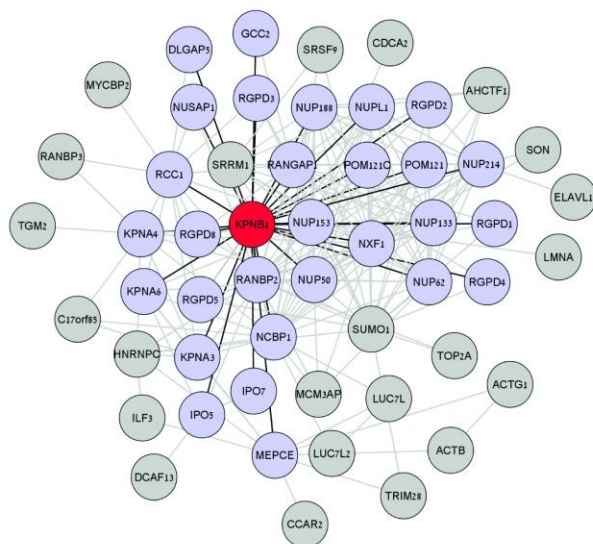 GCC2
DLGAP5
SRSF9
CDCA2
MYCBP2
NUSAP1
RGPD3
NUP188
NUPL1
RGPD2
AHCTF1
RANBP3
RCC1
SRRM1
RANGAP1
POM121C
POM121
NUP214
SON
ELAVL1
TGM2
KPNA4
RGPD8
KPNB1
NUP153
NXF1
NUP133
RGPD1
LMNA
KPNA6
RGPD5
RANBP2
NUP50
NUP62
RGPD4
C17orf85
HNRNPC
KPNA3
NCBP1
SUMO1
TOP2A
ILF3
IPO5
IPO7
MCM3AP
LUC7L
ACTG1
DCAF13
MEPCE
LUC7L2
ACTB
TRIM28
CCAR2